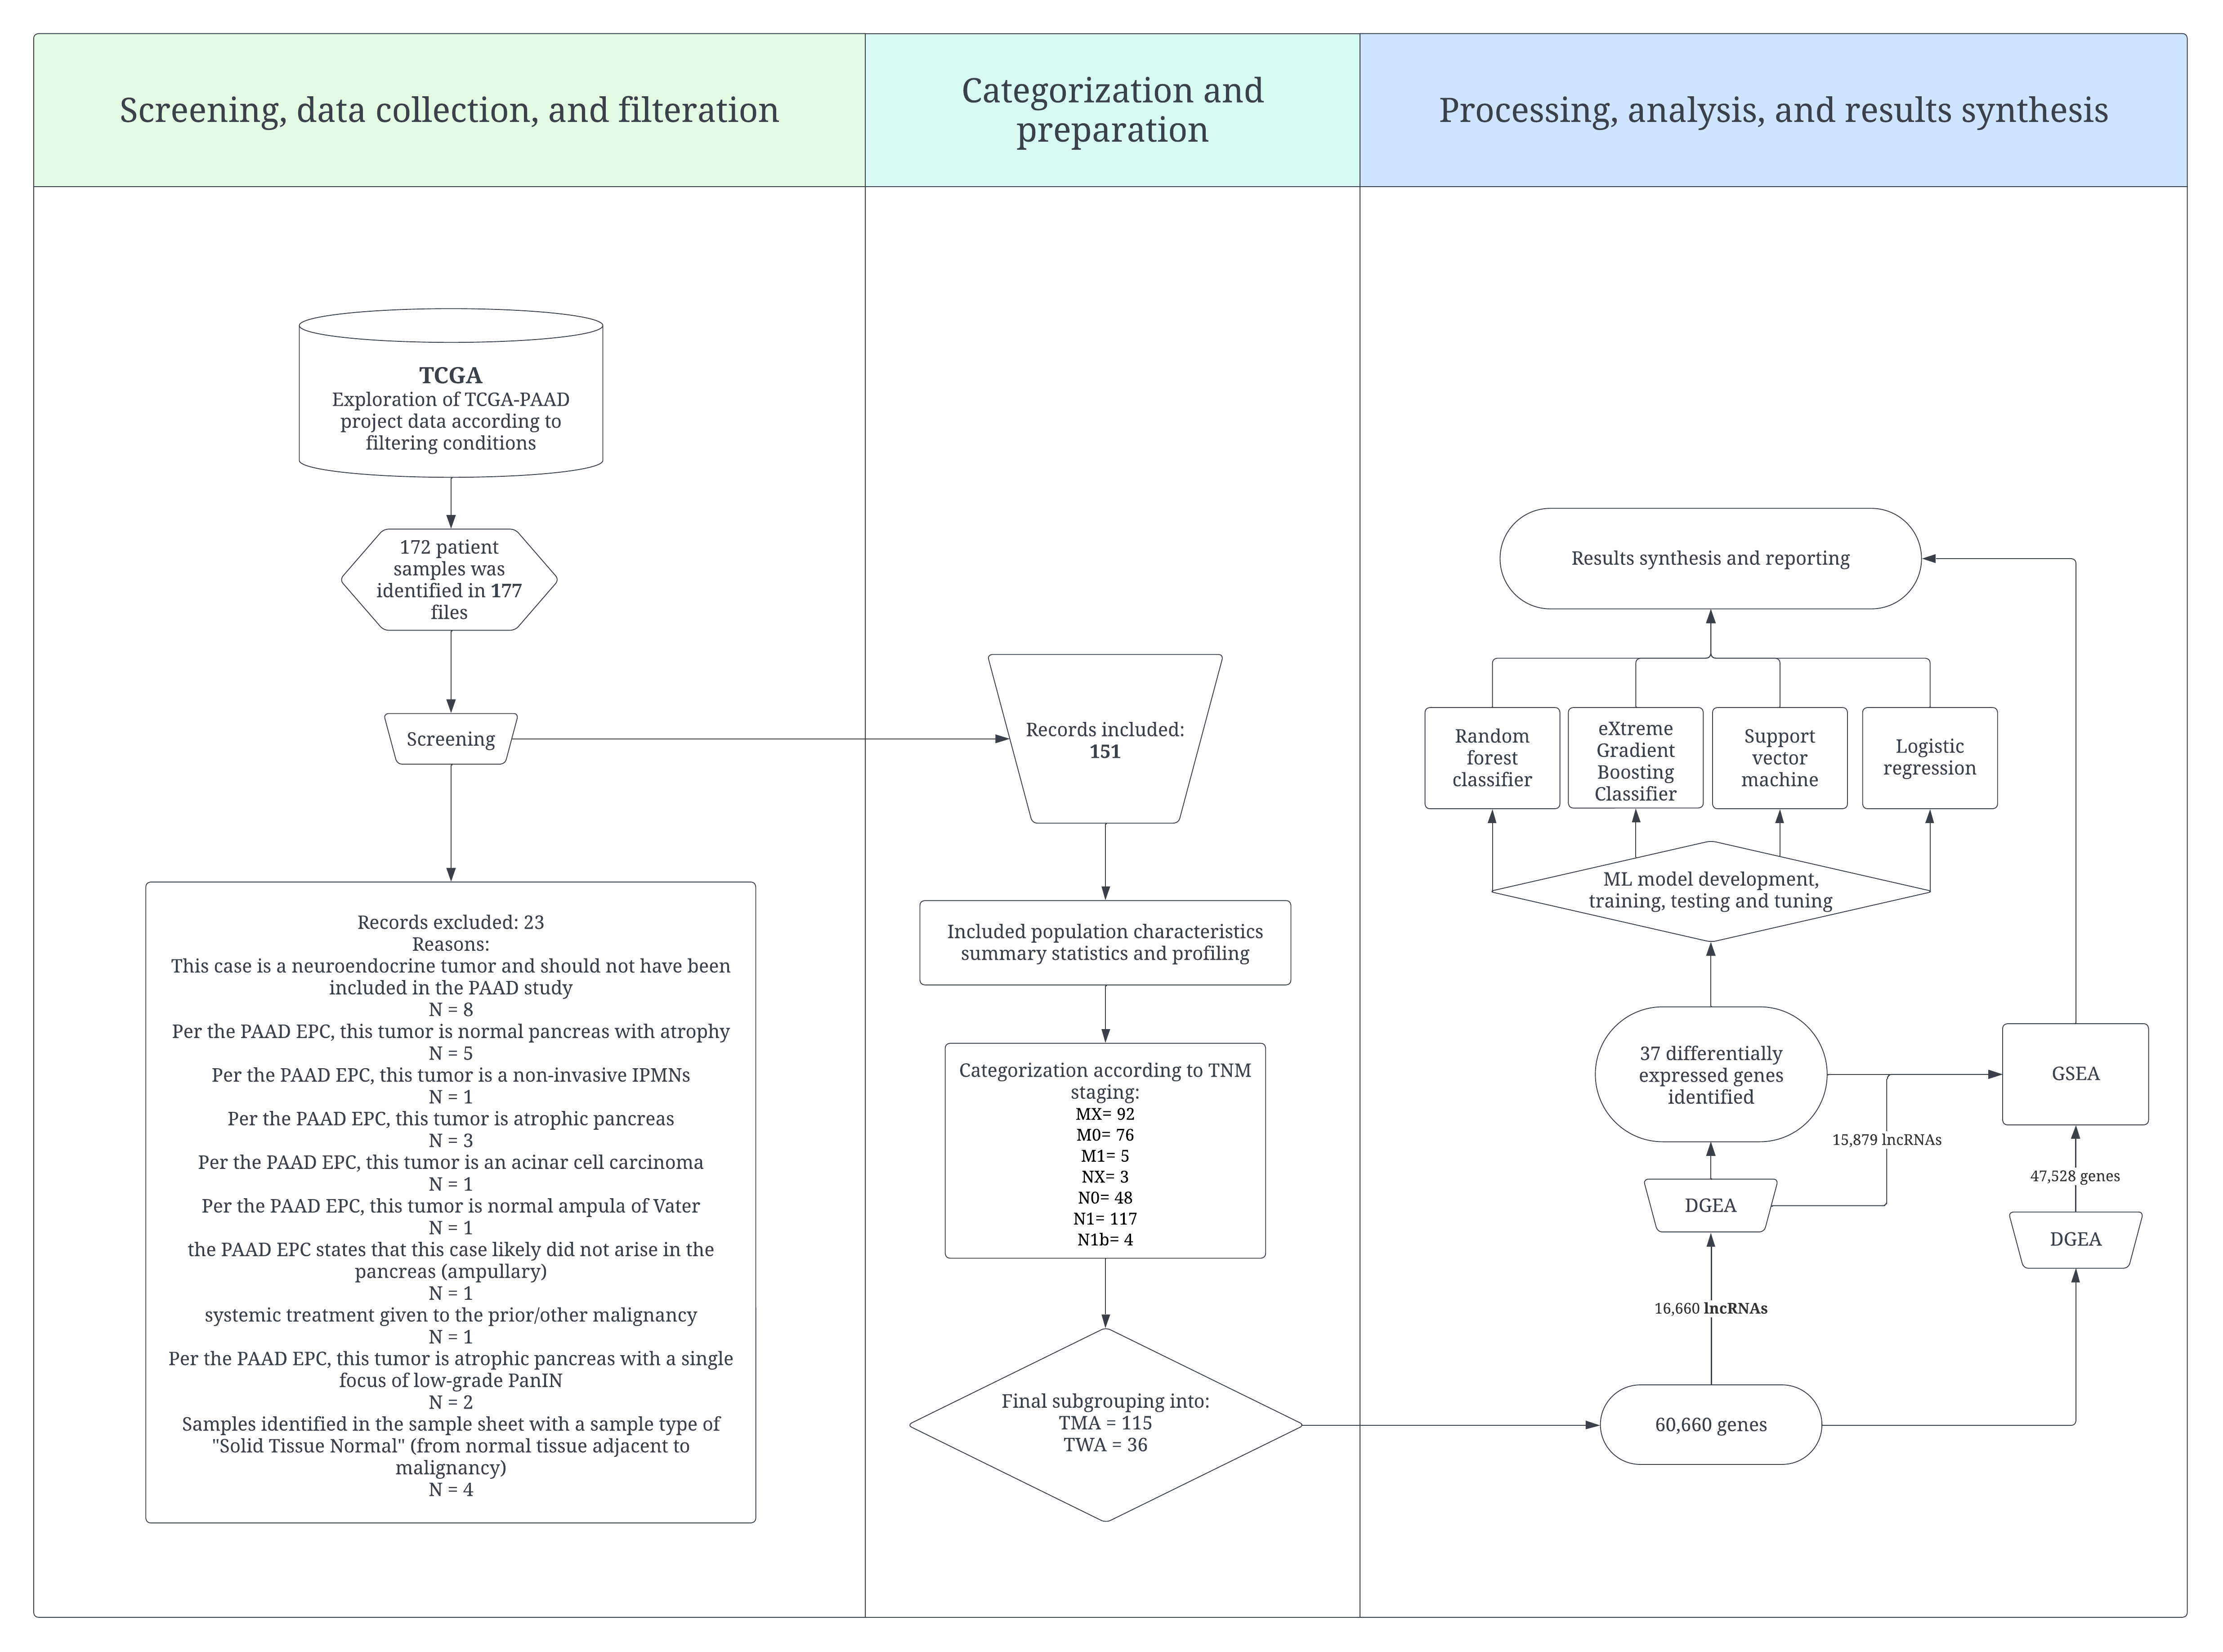 Screening, data collection, and filteration
Categorization and
preparation
Processing, analysis, and results synthesis
TCGA
Exploration of TCGA-PAAD
project data according to
filtering conditions
172 patient
samples was
identified in 177
files
Screening
Records excluded: 23
Reasons:
This case is a neuroendocrine tumor and should not have been
included in the PAAD study
N = 8
Per the PAAD EPC, this tumor is normal pancreas with atrophy
N = 5
Per the PAAD EPC, this tumor is a non-invasive IPMNs
N = 1
Per the PAAD EPC, this tumor is atrophic pancreas
N = 3
Per the PAAD EPC, this tumor is an acinar cell carcinoma
N = 1
Per the PAAD EPC, this tumor is normal ampula of Vater
N = 1
the PAAD EPC states that this case likely did not arise in the
pancreas (ampullary)
N = 1
systemic treatment given to the prior/other malignancy
N = 1
Per the PAAD EPC, this tumor is atrophic pancreas with a single
focus of low-grade PanIN
N = 2
Samples identified in the sample sheet with a sample type of
"Solid Tissue Normal" (from normal tissue adjacent to
malignancy)
N = 4
Records included:
151
Included population characteristics
summary statistics and profiling
Categorization according to TNM
staging:
MX= 92
M0= 76
M1= 5
NX= 3
N0= 48
N1= 117
N1b= 4
Final subgrouping into:
TMA = 115
TWA = 36
Results synthesis and reporting
Random
forest
classifier
eXtreme
Gradient
Boosting
Classifier
Support
vector
machine
Logistic
regression
ML model development,
training, testing and tuning
37 differentially
expressed genes
identified
GSEA
15,879 lncRNAs
47,528 genes
DGEA
DGEA
16,660 lncRNAs
60,660 genes